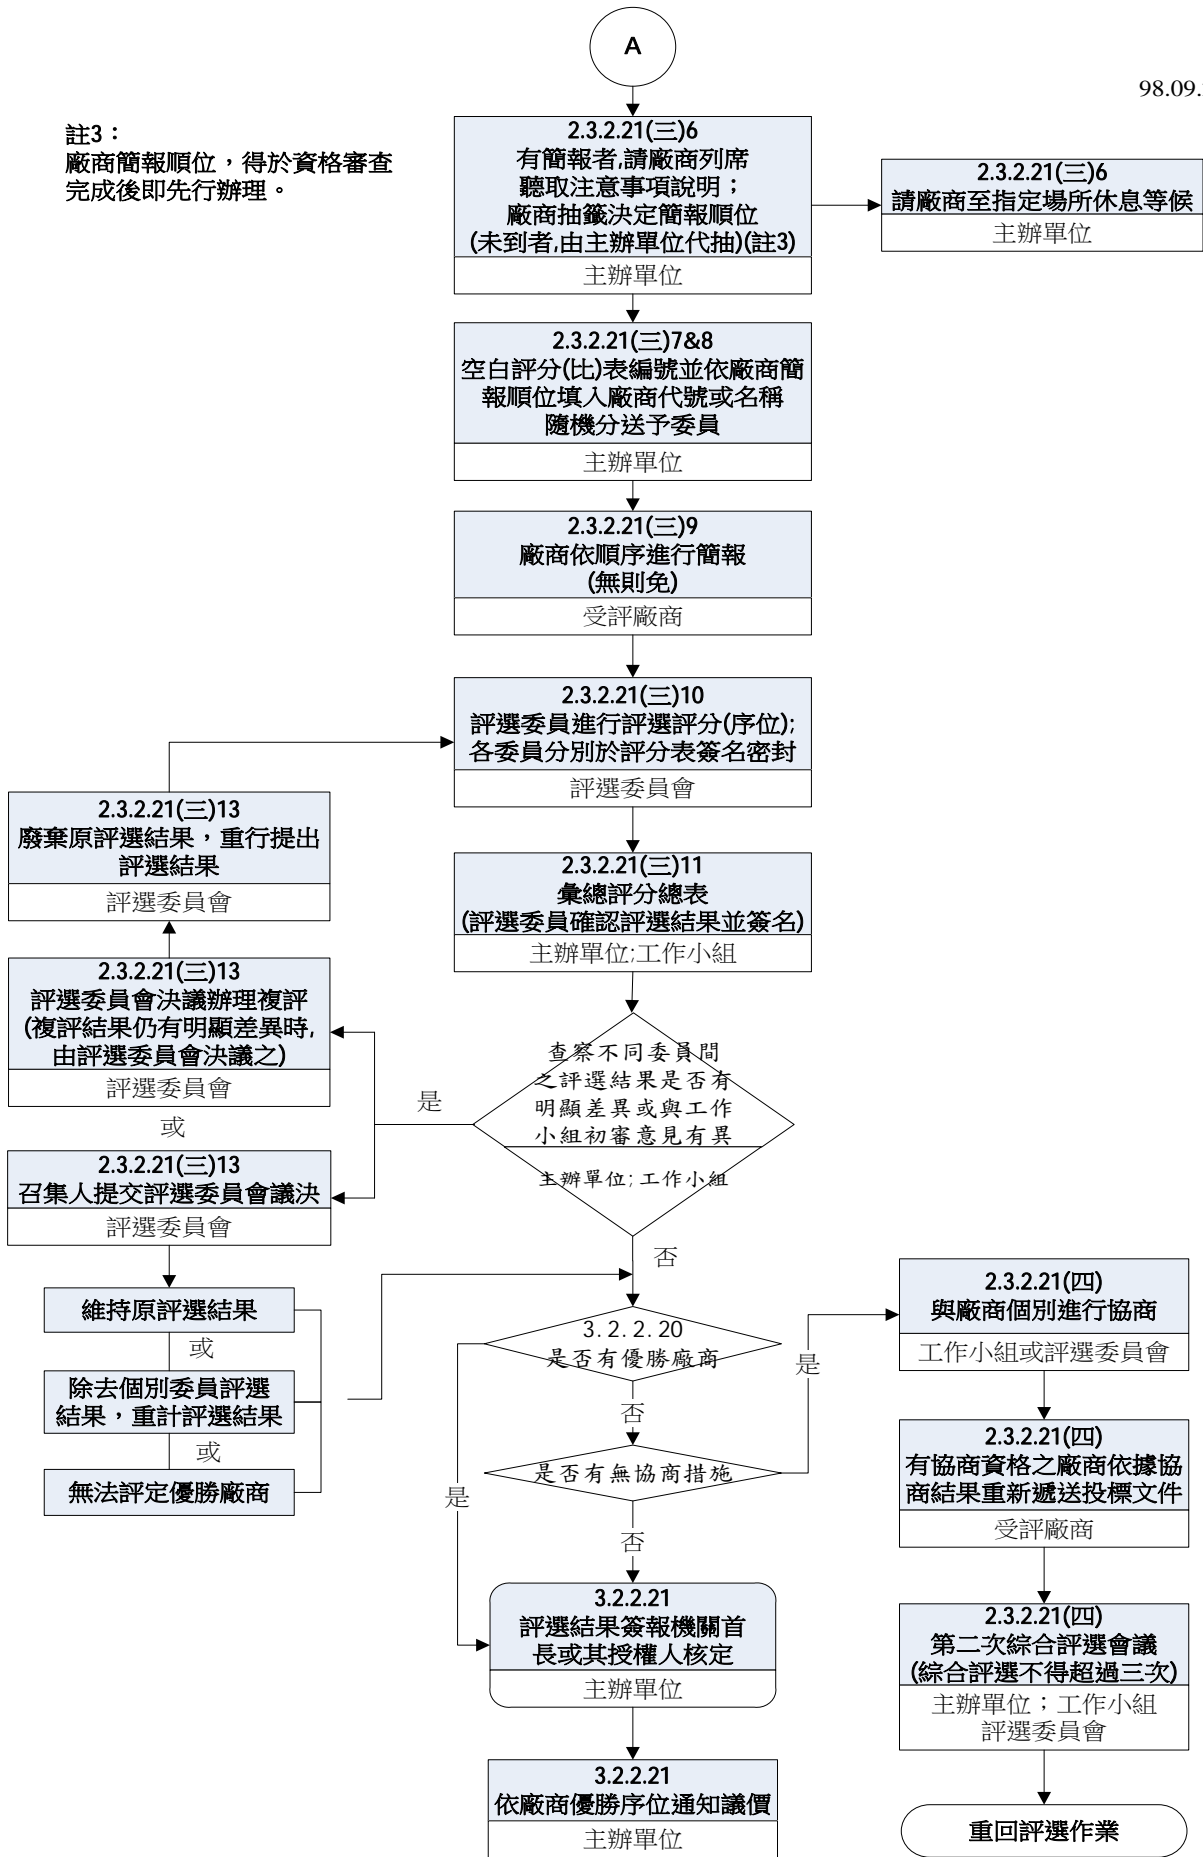 A
98.09.
註3：
廠商簡報順位，得於資格審查
完成後即先行辦理。
2.3.2.21(三)6
有簡報者,請廠商列席
聽取注意事項說明；
廠商抽籤決定簡報順位
(未到者,由主辦單位代抽)(註3)
主辦單位
2.3.2.21(三)6
請廠商至指定場所休息等候
主辦單位
2.3.2.21(三)7&8
空白評分(比)表編號並依廠商簡
報順位填入廠商代號或名稱
隨機分送予委員
主辦單位
2.3.2.21(三)9
廠商依順序進行簡報
(無則免)
受評廠商
2.3.2.21(三)10
評選委員進行評選評分(序位);
各委員分別於評分表簽名密封
評選委員會
2.3.2.21(三)13
廢棄原評選結果，重行提出
評選結果
評選委員會
2.3.2.21(三)11
彙總評分總表
(評選委員確認評選結果並簽名)
主辦單位;工作小組
2.3.2.21(三)13
評選委員會決議辦理複評
(複評結果仍有明顯差異時,
由評選委員會決議之)
評選委員會
或
是
查察不同委員間
之評選結果是否有
明顯差異或與工作
小組初審意見有異
主辦單位;工作小組
2.3.2.21(三)13
召集人提交評選委員會議決
評選委員會
否
維持原評選結果
或
除去個別委員評選
結果，重計評選結果
或
無法評定優勝廠商
3.2.2.20
是否有優勝廠商
是
否
是否有無協商措施
是
否
2.3.2.21(四)
與廠商個別進行協商
工作小組或評選委員會
2.3.2.21(四)
有協商資格之廠商依據協
商結果重新遞送投標文件
受評廠商
3.2.2.21
評選結果簽報機關首
長或其授權人核定
主辦單位
2.3.2.21(四)
第二次綜合評選會議
(綜合評選不得超過三次)
主辦單位；工作小組
評選委員會
3.2.2.21
依廠商優勝序位通知議價
主辦單位
重回評選作業